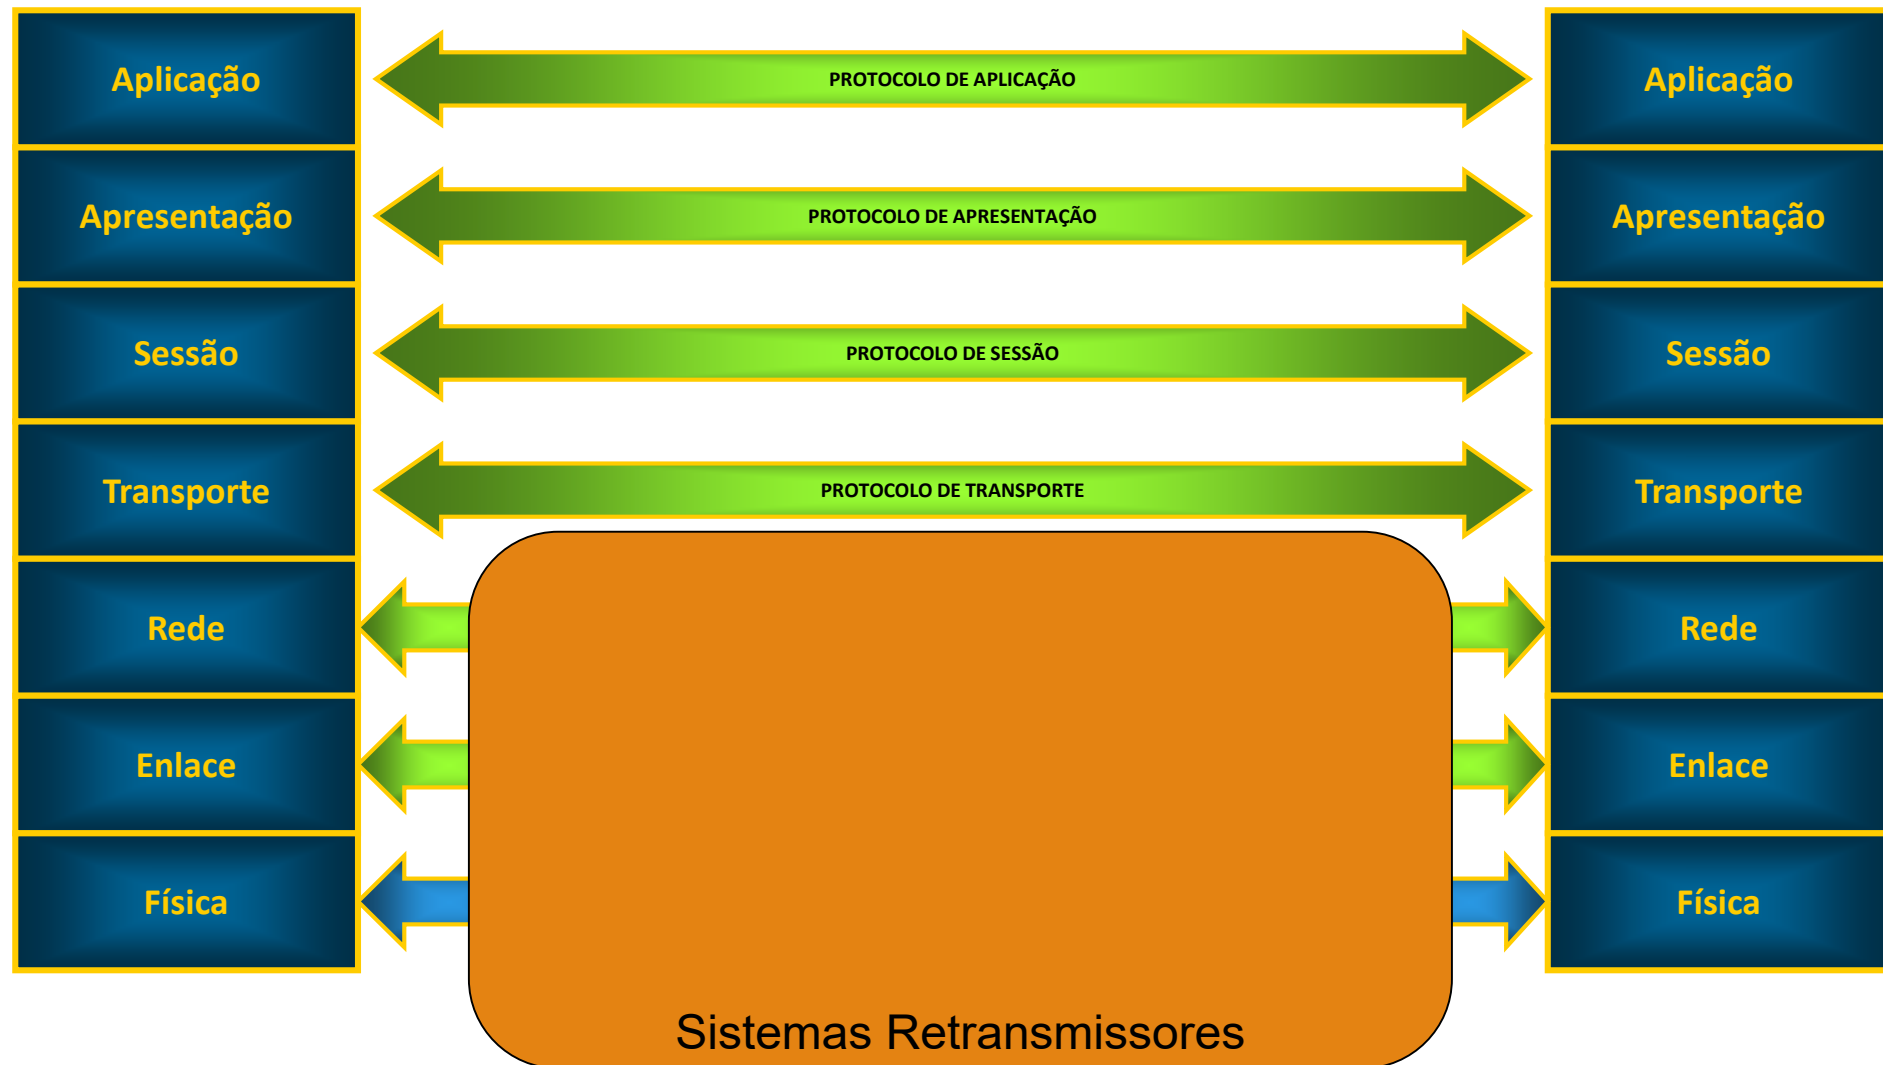 Aplicação
PROTOCOLO DE APLICAÇÃO
Aplicação
Apresentação
PROTOCOLO DE APRESENTAÇÃO
Apresentação
Sessão
PROTOCOLO DE SESSÃO
Sessão
Transporte
PROTOCOLO DE TRANSPORTE
Transporte
Rede
Rede
Enlace
Enlace
Física
Física
Sistemas Retransmissores